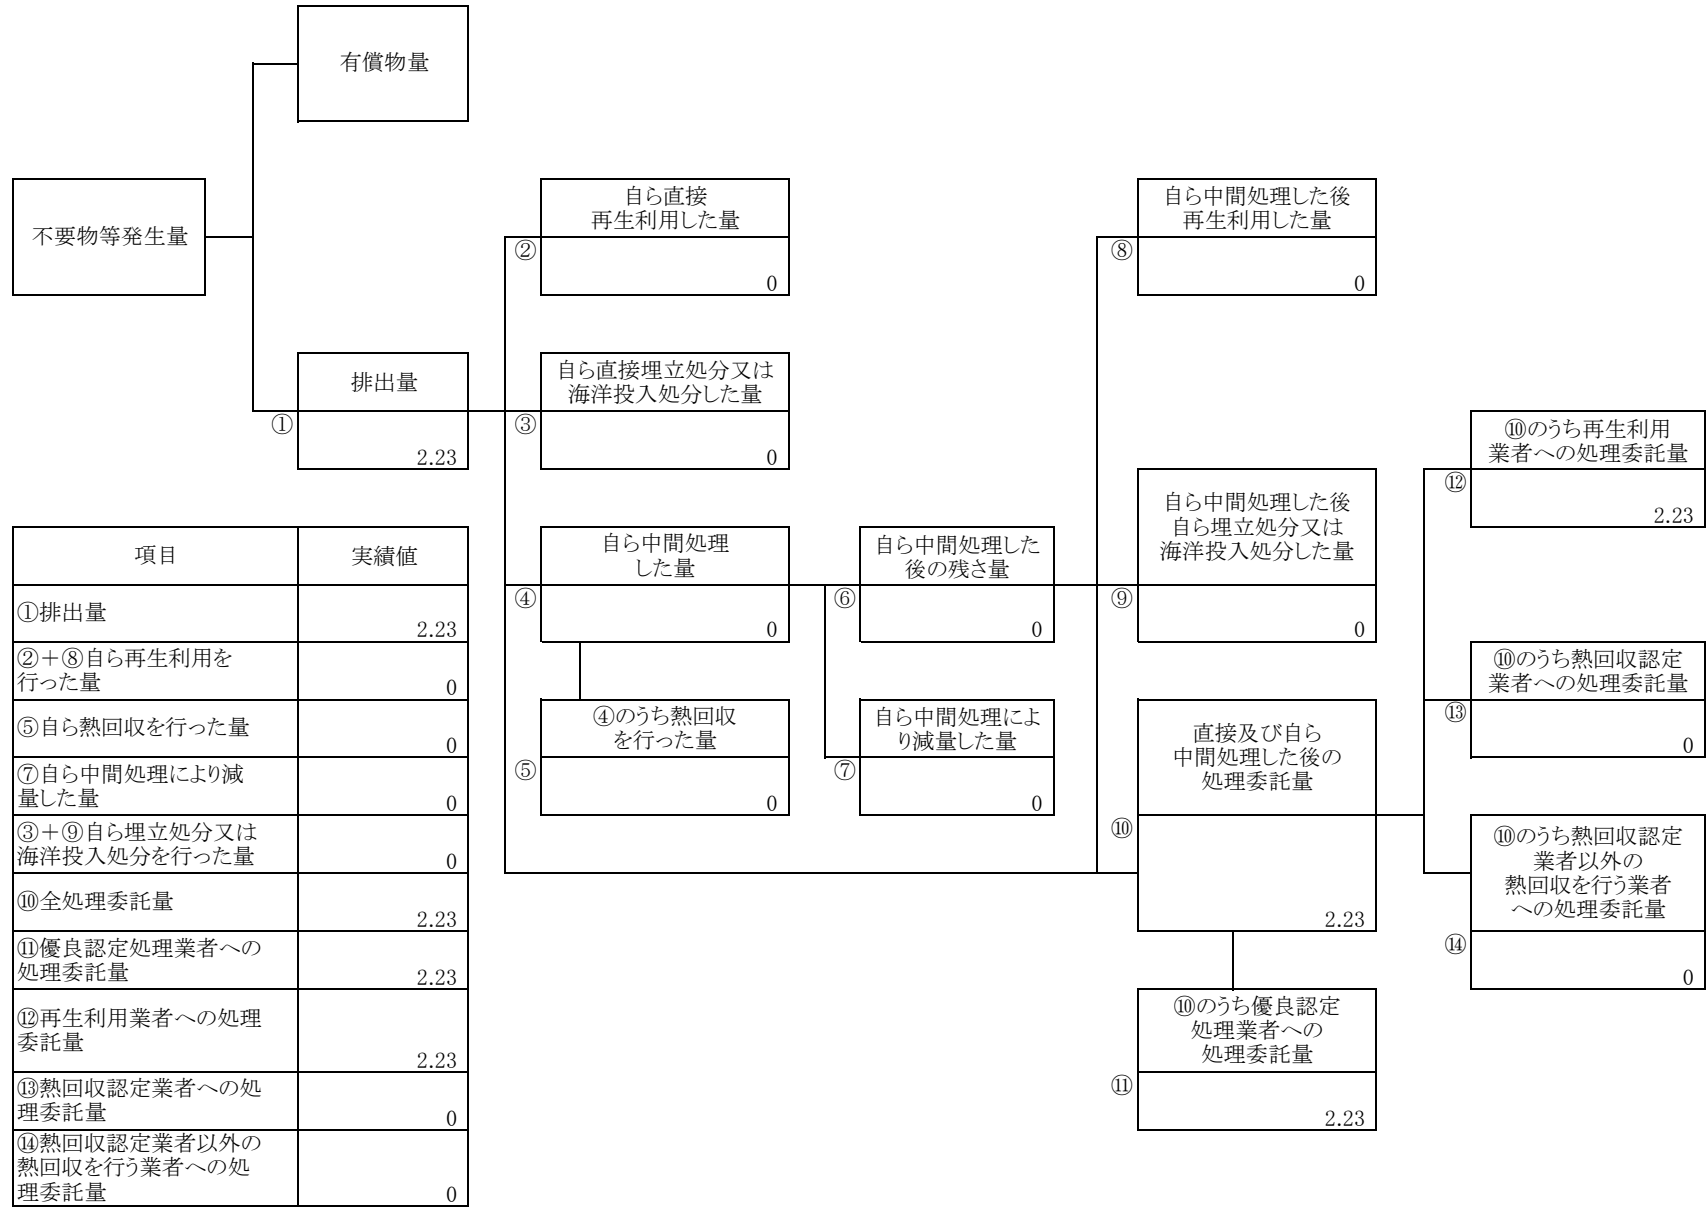 有償物量
不要物等発生量
排出量
①
2.23
自ら直接
再生利用した量
②
0
自ら直接埋立処分又は
海洋投入処分した量
③
0
自ら中間処理
した量
④
0
④のうち熱回収
を行った量
⑤
0
自ら中間処理した
後の残さ量
⑥
0
自ら中間処理によ
り減量した量
⑦
0
自ら中間処理した後
再生利用した量
⑧
0
自ら中間処理した後
自ら埋立処分又は
海洋投入処分した量
⑨
0
直接及び自ら
中間処理した後の
処理委託量
⑩
2.23
⑩のうち優良認定
処理業者への
処理委託量
⑪
2.23
⑩のうち再生利用
業者への処理委託量
⑫
2.23
⑩のうち熱回収認定
業者への処理委託量
⑬
0
⑩のうち熱回収認定
業者以外の
熱回収を行う業者
への処理委託量
⑭
0
項目 実績値
①排出量
2.23
②+⑧自ら再生利用を
行った量
0
⑤自ら熱回収を行った量
0
⑦自ら中間処理により減
量した量
0
③+⑨自ら埋立処分又は
海洋投入処分を行った量
0
⑩全処理委託量
2.23
⑪優良認定処理業者への
処理委託量
2.23
⑫再生利用業者への処理
委託量
2.23
⑬熱回収認定業者への処
理委託量
0
⑭熱回収認定業者以外の
熱回収を行う業者への処
理委託量
0